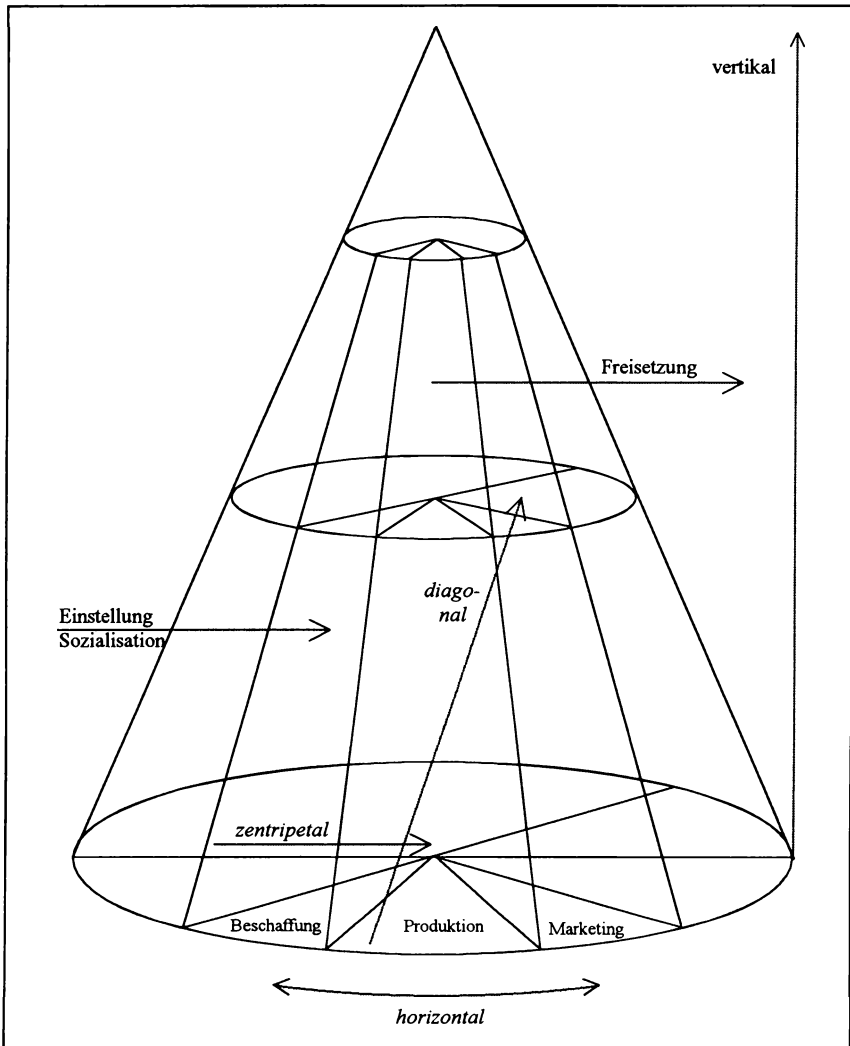 vertikal
Freisetzung
diago-
nal
Einstellung
Sozialisation
zentripetal
Beschaffung
Produktion
Marketing
horizontal